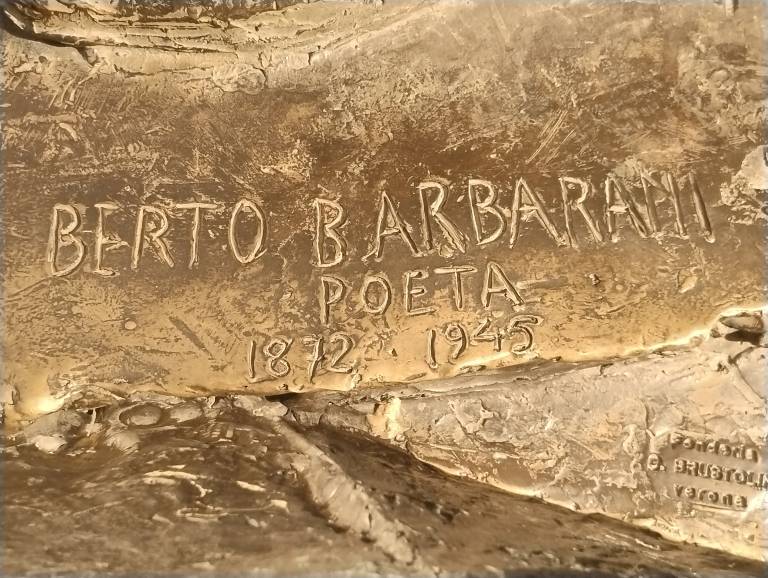 BERTO BARBARANI
POETA
1872 1945
Fonderia
G. BRUSTOLIN
verona